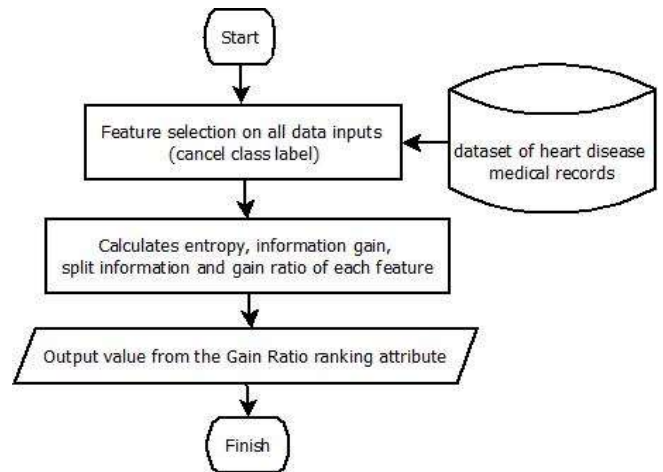 Start
Feature selection on all data inputs
(cancel class label)
dataset of heart disease
medical records
Calculates entropy, information gain,
split information and gain ratio of each feature
Output value from the Gain Ratio ranking attribute
Finish